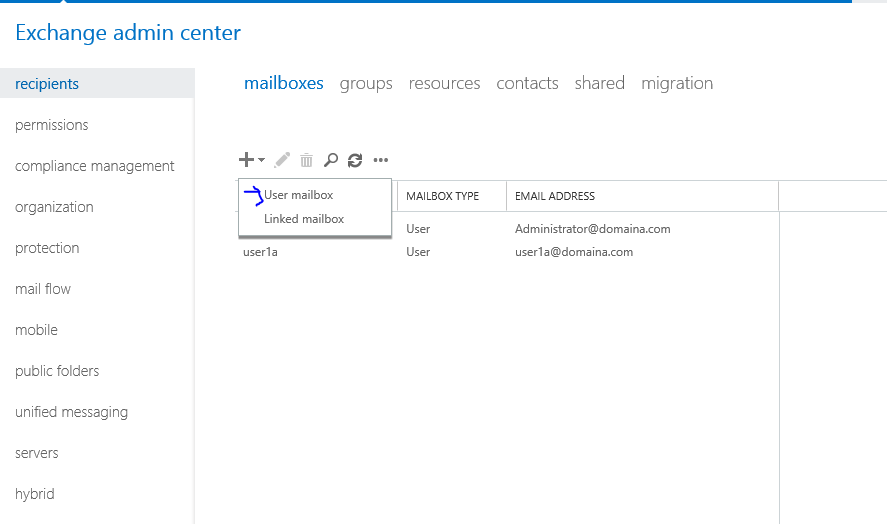 Exchange admin center
recipients
permissions
compliance management
organization
protection
mail flow
mobile
public folders
unified messaging
servers
hybrid
mailboxes groups resources contacts shared migration
User mailbox
Linked mailbox
MAILBOX TYPE EMAIL ADDRESS
User Administrator@domaina.com
user1a User user1a@domaina.com